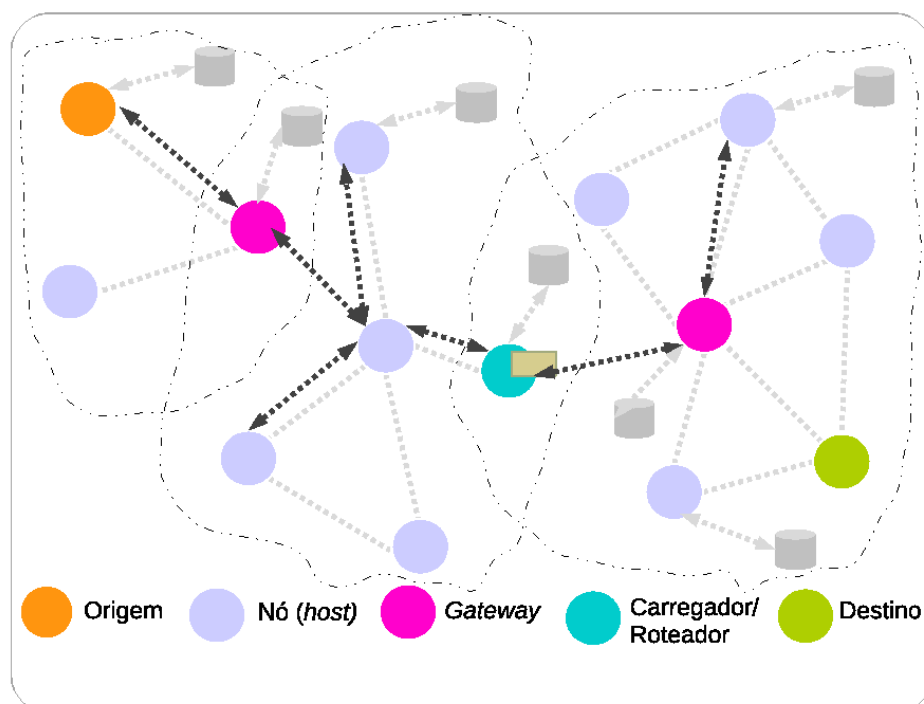 Origem
Nó (host)
Gateway
Carregador/
Roteador
Destino